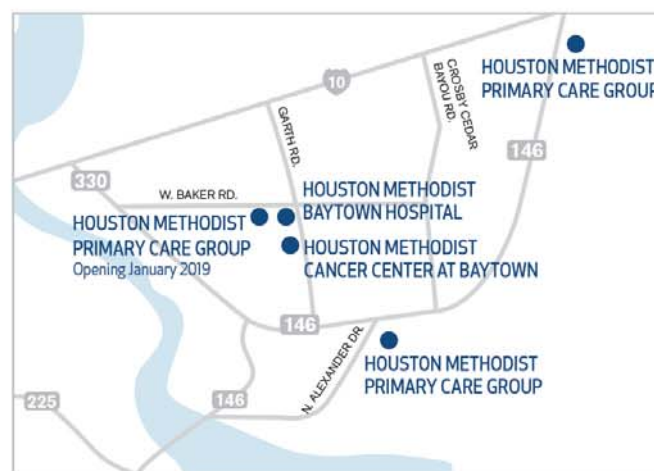 HOUSTON METHODIST
PRIMARY CARE GROUP
10
CROSBY CEDAR
BAYOU RD.
GARTH RD.
146
330
W. BAKER RD.
HOUSTON METHODIST
BAYTOWN HOSPITAL
HOUSTON METHODIST
PRIMARY CARE GROUP
Opening January 2019
HOUSTON METHODIST
CANCER CENTER AT BAYTOWN
146
N. ALEXANDER DR.
HOUSTON METHODIST
PRIMARY CARE GROUP
146
225